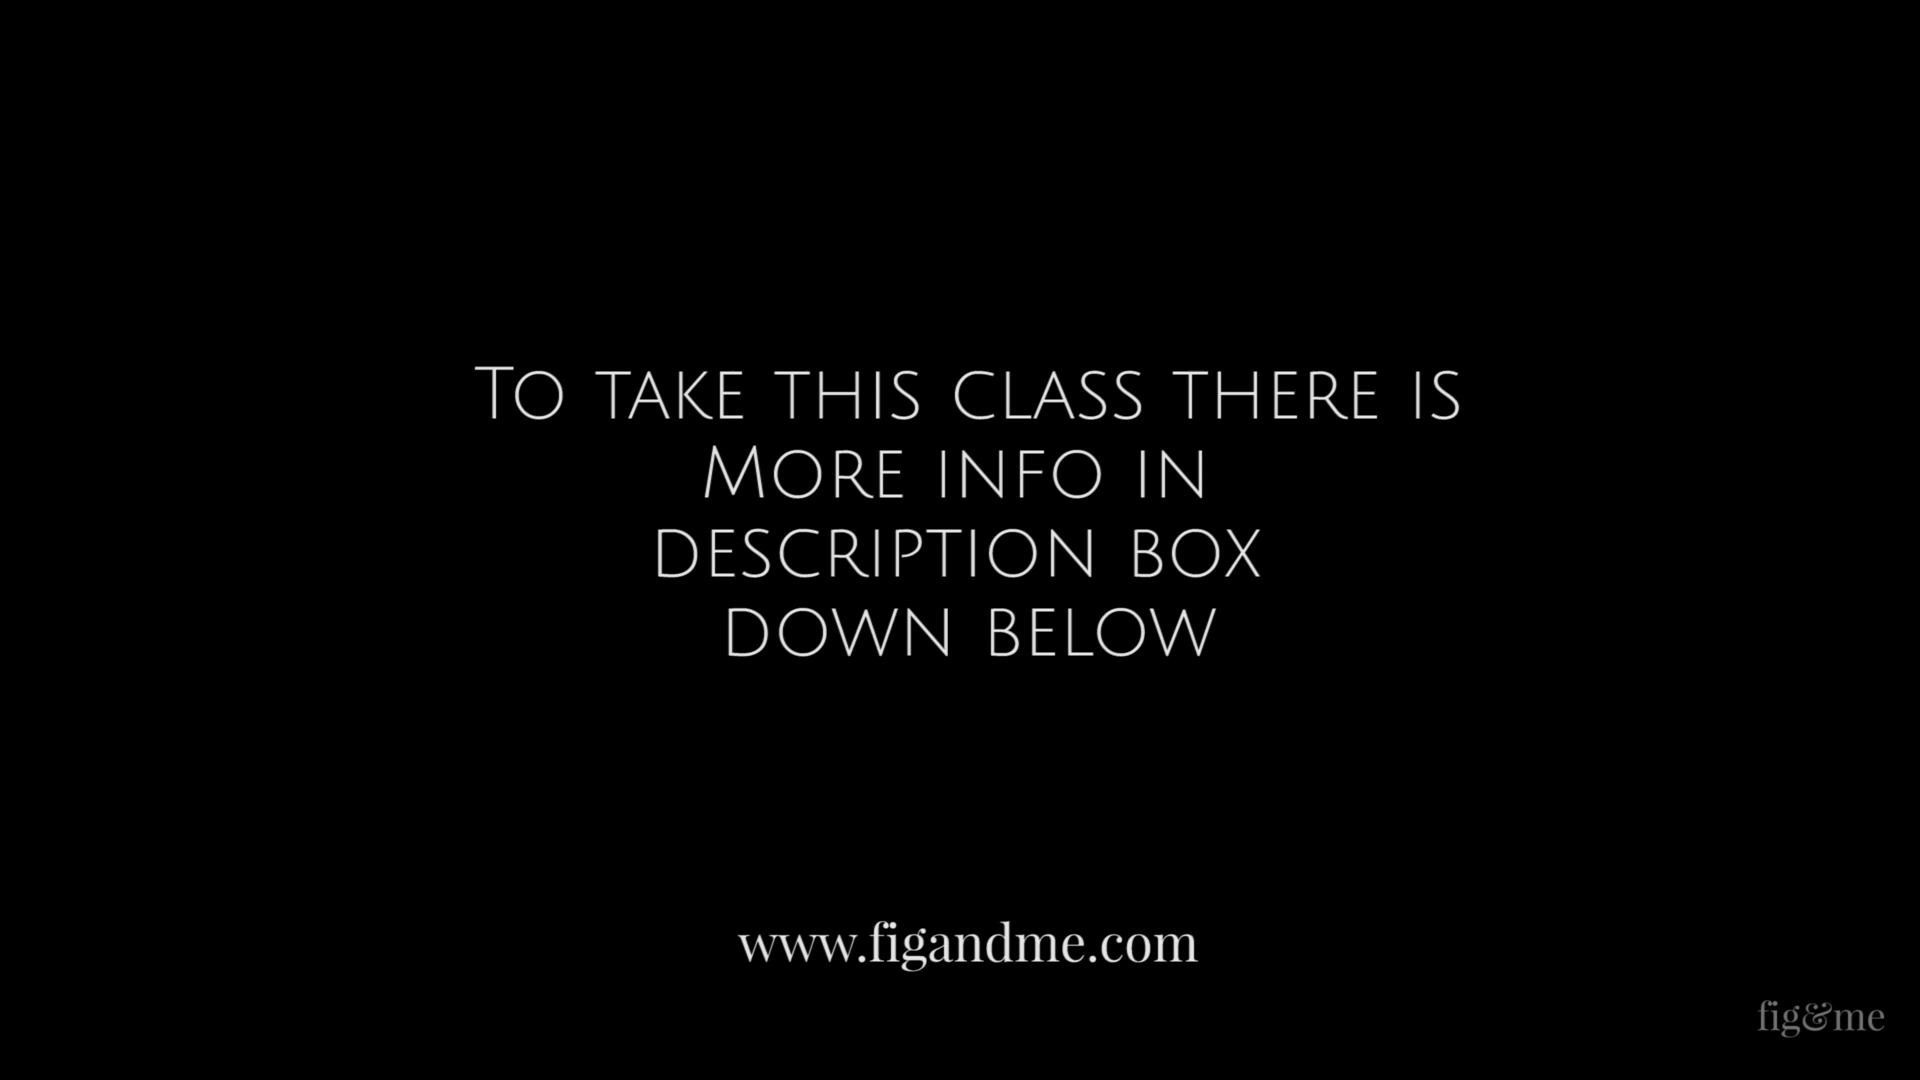 To take this class there is
More info in
description box
down below
www.figandme.com
fig&me